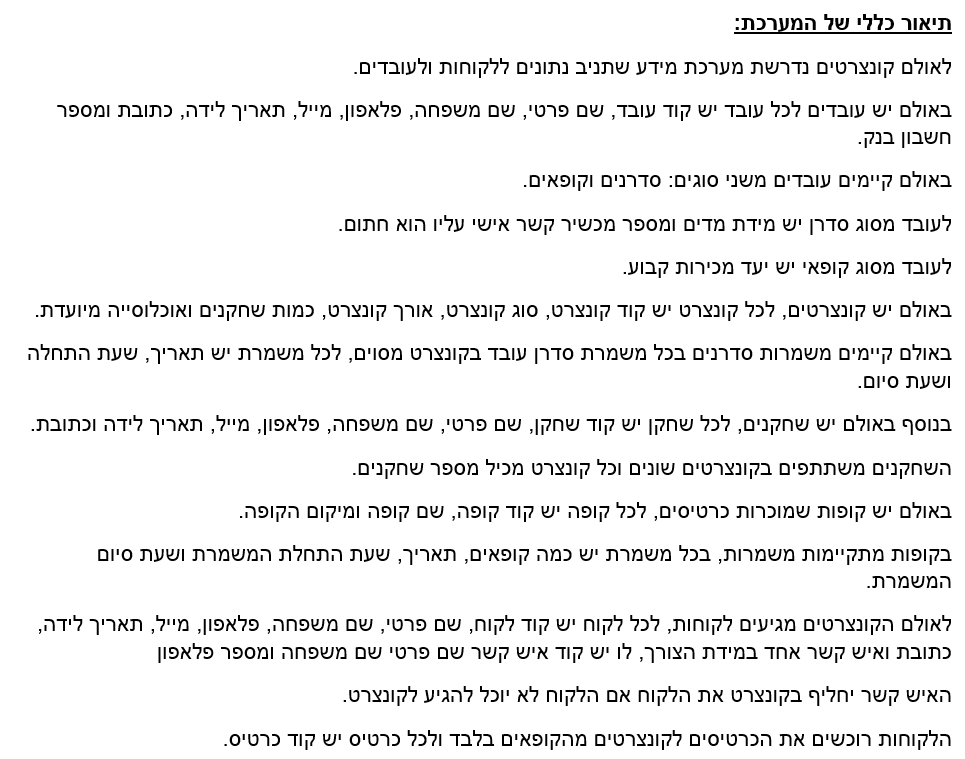 תיאור כללי של המערכת:
לאולם קונצרטים נדרשת מערכת מידע שתניב נתונים ללקוחות ולעובדים.
באולם יש עובדים לכל עובד יש קוד עובד, שם פרטי, שם משפחה, פלאפון, מייל, תאריך לידה, כתובת ומספר
חשבון בנק.
באולם קיימים עובדים משני סוגים: סדרנים וקופאים.
לעובד מסוג סדרן יש מידת מדים ומספר מכשיר קשר אישי עליו הוא חתום.
לעובד מסוג קופאי יש יעד מכירות קבוע.
באולם יש קונצרטים, לכל קונצרט יש קוד קונצרט, סוג קונצרט, אורך קונצרט, כמות שחקנים ואוכלוסייה מיועדת.
באולם קיימים משמרות סדרנים בכל משמרת סדרן עובד בקונצרט מסוים, לכל משמרת יש תאריך, שעת התחלה
ושעת סיום.
בנוסף באולם יש שחקנים, לכל שחקן יש קוד שחקן, שם פרטי, שם משפחה, פלאפון, מייל, תאריך לידה וכתובת.
השחקנים משתתפים בקונצרטים שונים וכל קונצרט מכיל מספר שחקנים.
באולם יש קופות שמוכרות כרטיסים, לכל קופה יש קוד קופה, שם קופה ומיקום הקופה.
בקופות מתקיימות משמרות, בכל משמרת יש כמה קופאים, תאריך, שעת התחלת המשמרת ושעת סיום
המשמרת.
לאולם הקונצרטים מגיעים לקוחות, לכל לקוח יש קוד לקוח, שם פרטי, שם משפחה, פלאפון, מייל, תאריך לידה,
כתובת ואיש קשר אחד במידת הצורך, לו יש קוד איש קשר שם פרטי שם משפחה ומספר פלאפון
האיש קשר יחליף בקונצרט את הלקוח אם הלקוח לא יוכל להגיע לקונצרט.
הלקוחות רוכשים את הכרטיסים לקונצרטים מהקופאים בלבד ולכל כרטיס יש קוד כרטיס.